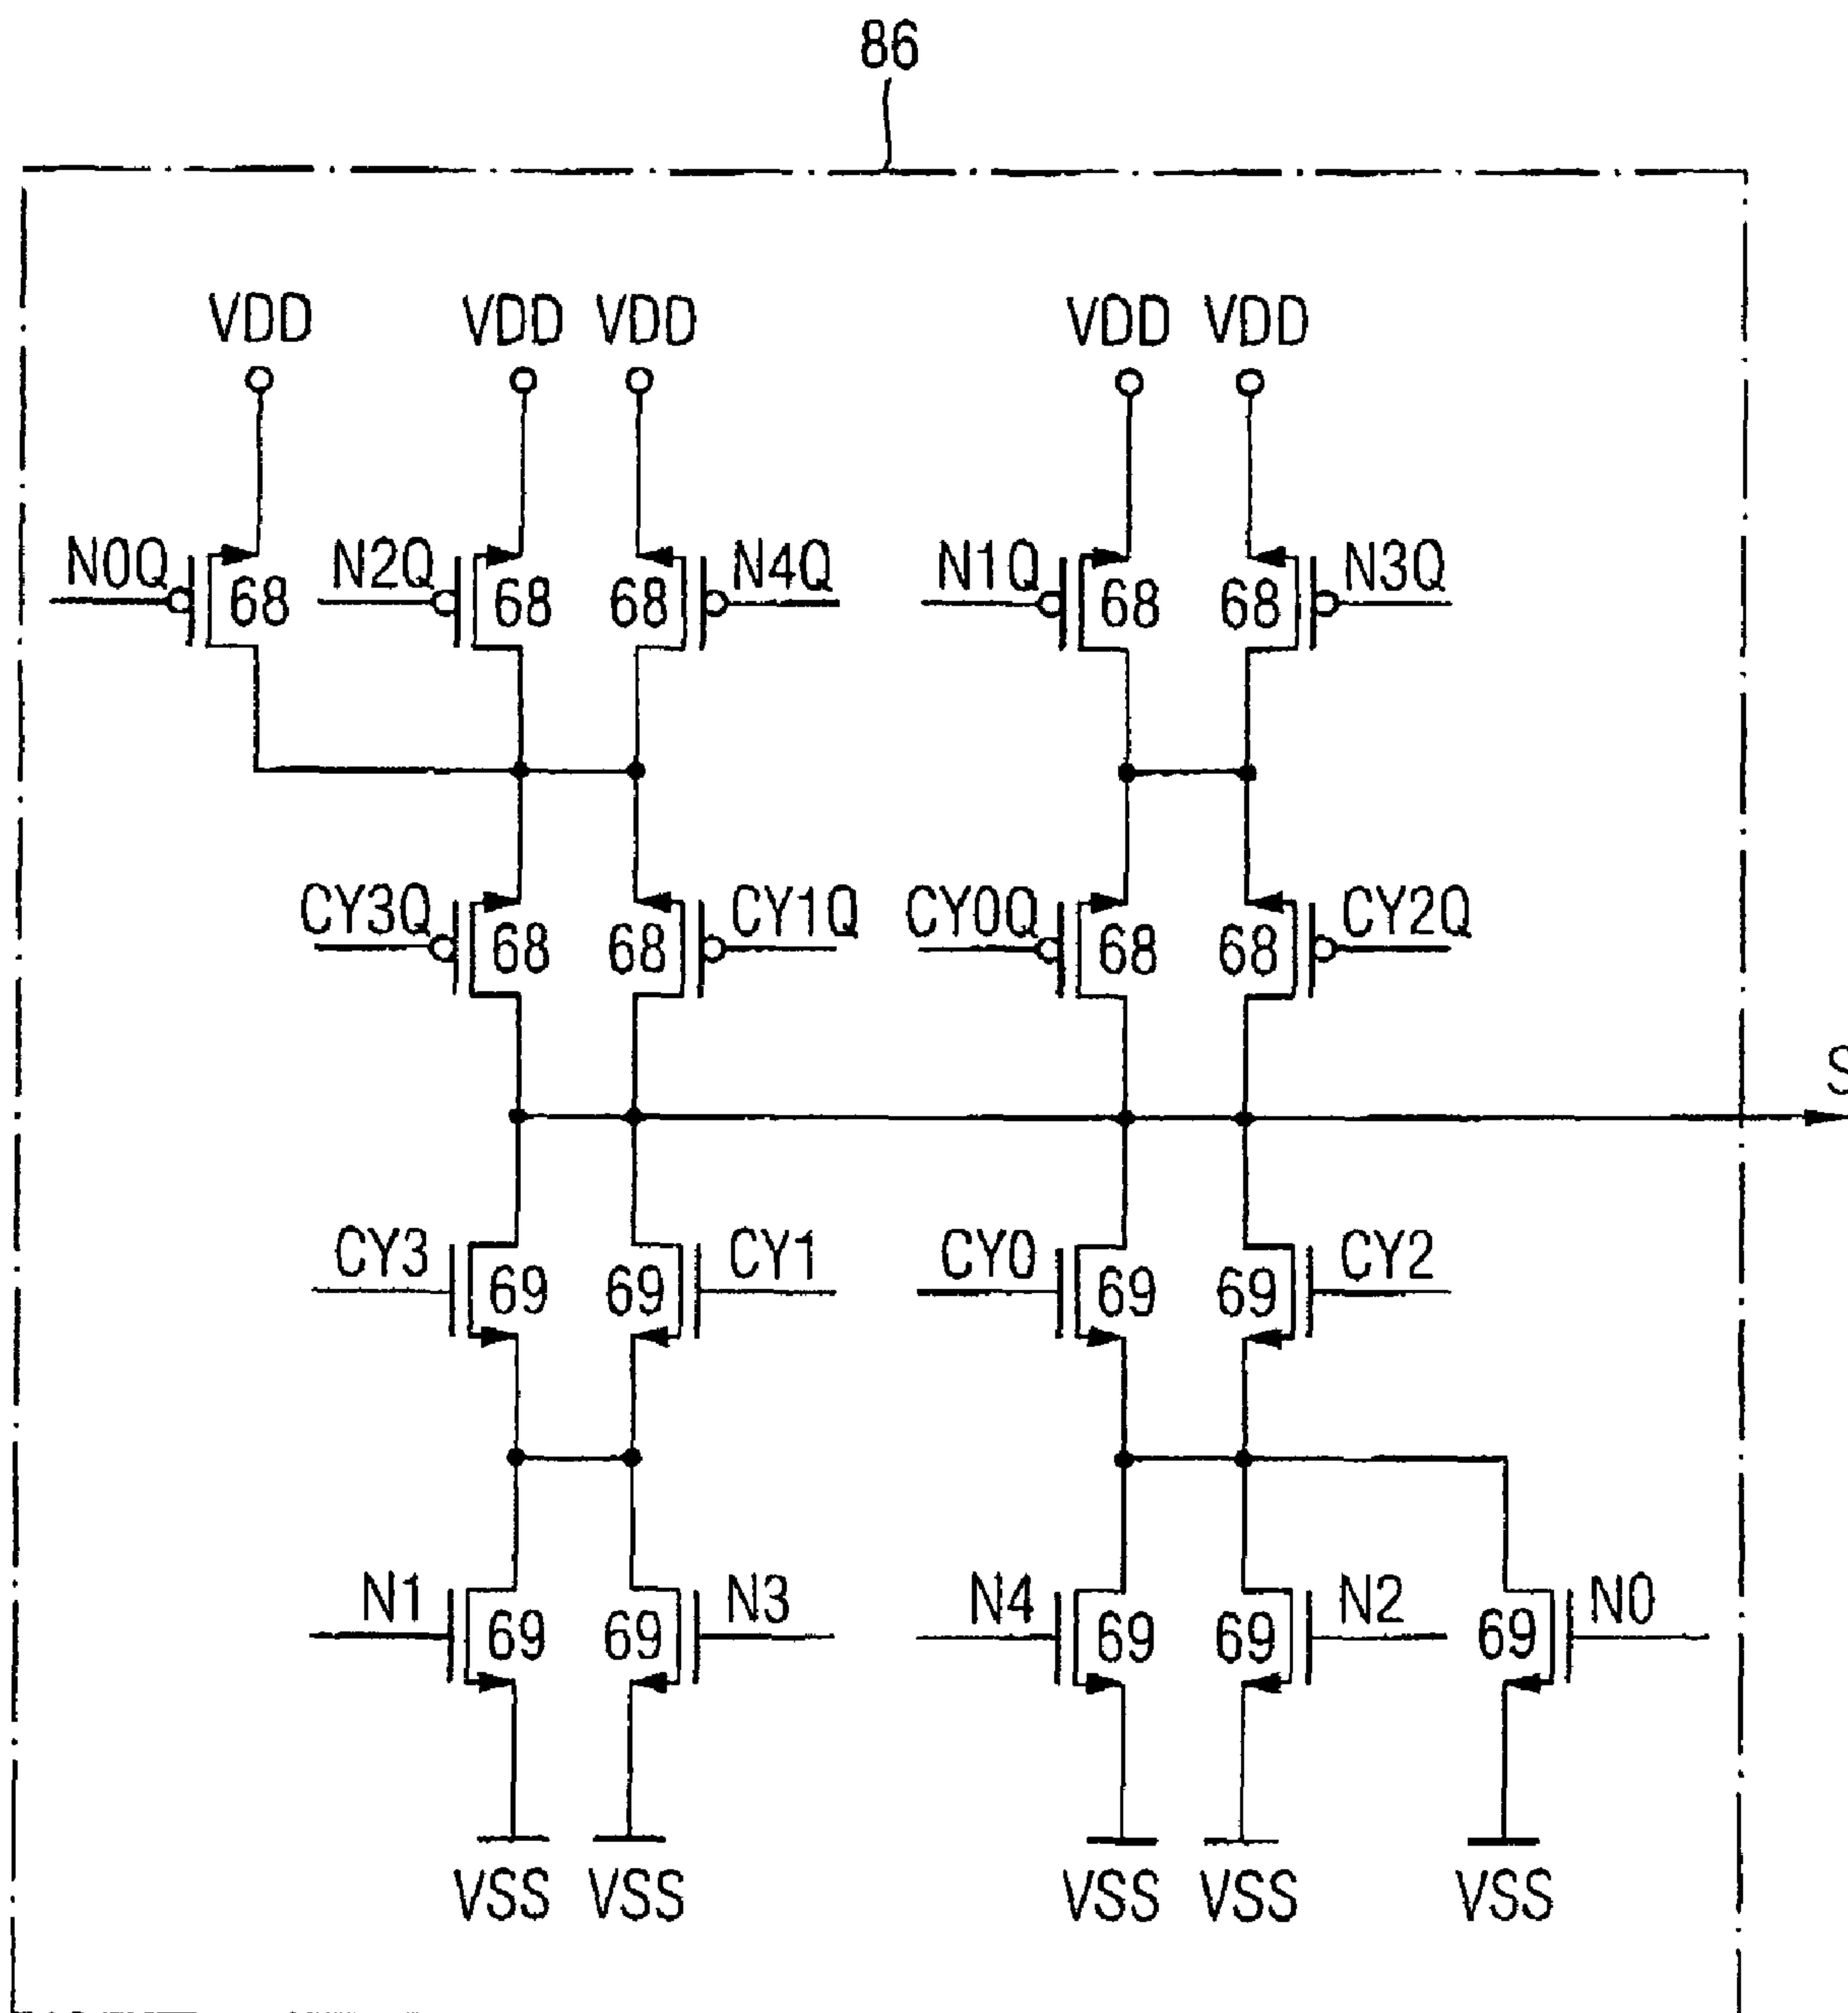 86
VDD VDD VDD VDD VDD
N0Q 68 N2Q 68 68 N4Q N1Q 68 68 N3Q
CY3Q 68 68 CY1Q CY0Q 68 68 CY2Q
S
CY3 69 69 CY1 CY0 69 69 CY2
N1 69 69 N3 N4 69 69 N2 69 N0
VSS VSS VSS VSS VSS